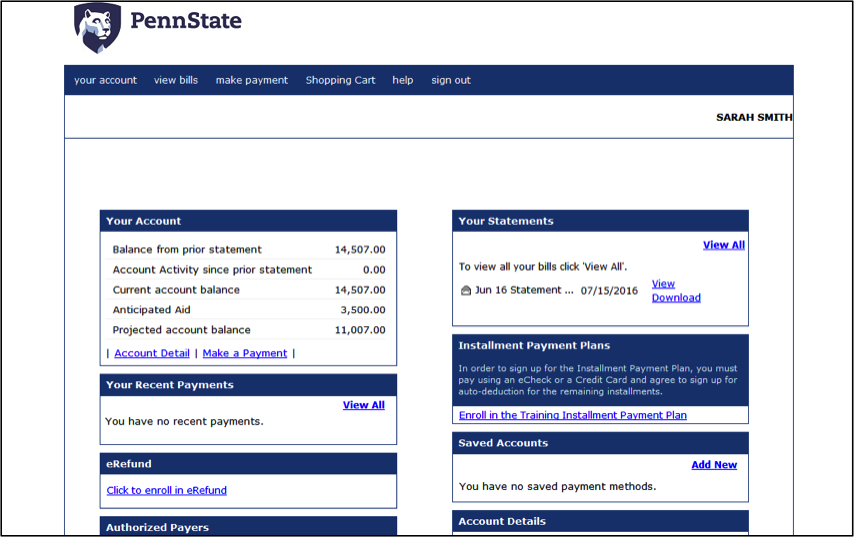 PennState
your account view bills make payment Shopping Cart help sign out
SARAH SMITH
Your Account
Balance from prior statement 14,507.00
Account Activity since prior statement 0.00
Current account balance 14,507.00
Anticipated Aid 3,500.00
Projected account balance 11,007.00
| Account Detail | Make a Payment |
Your Recent Payments
View All
You have no recent payments.
eRefund
Click to enroll in eRefund
Authorized Payers
Your Statements
View All
To view all your bills click 'View All'.
Jun 16 Statement ... 07/15/2016 View
Download
Installment Payment Plans
In order to sign up for the Installment Payment Plan, you must
pay using an eCheck or a Credit Card and agree to sign up for
auto-deduction for the remaining installments.
Enroll in the Training Installment Payment Plan
Saved Accounts
Add New
You have no saved payment methods.
Account Details